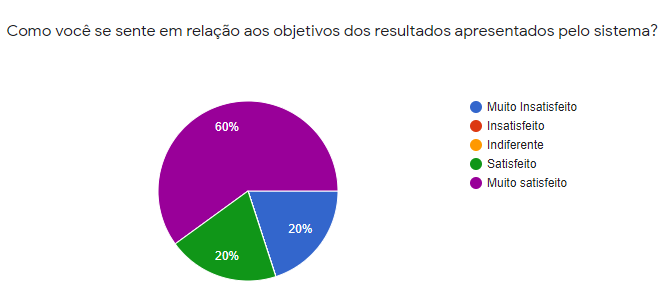 Como você se sente em relação aos objetivos dos resultados apresentados pelo sistema?
60%
20%
20%
Muito Insatisfeito
Insatisfeito
Indiferente
Satisfeito
Muito satisfeito